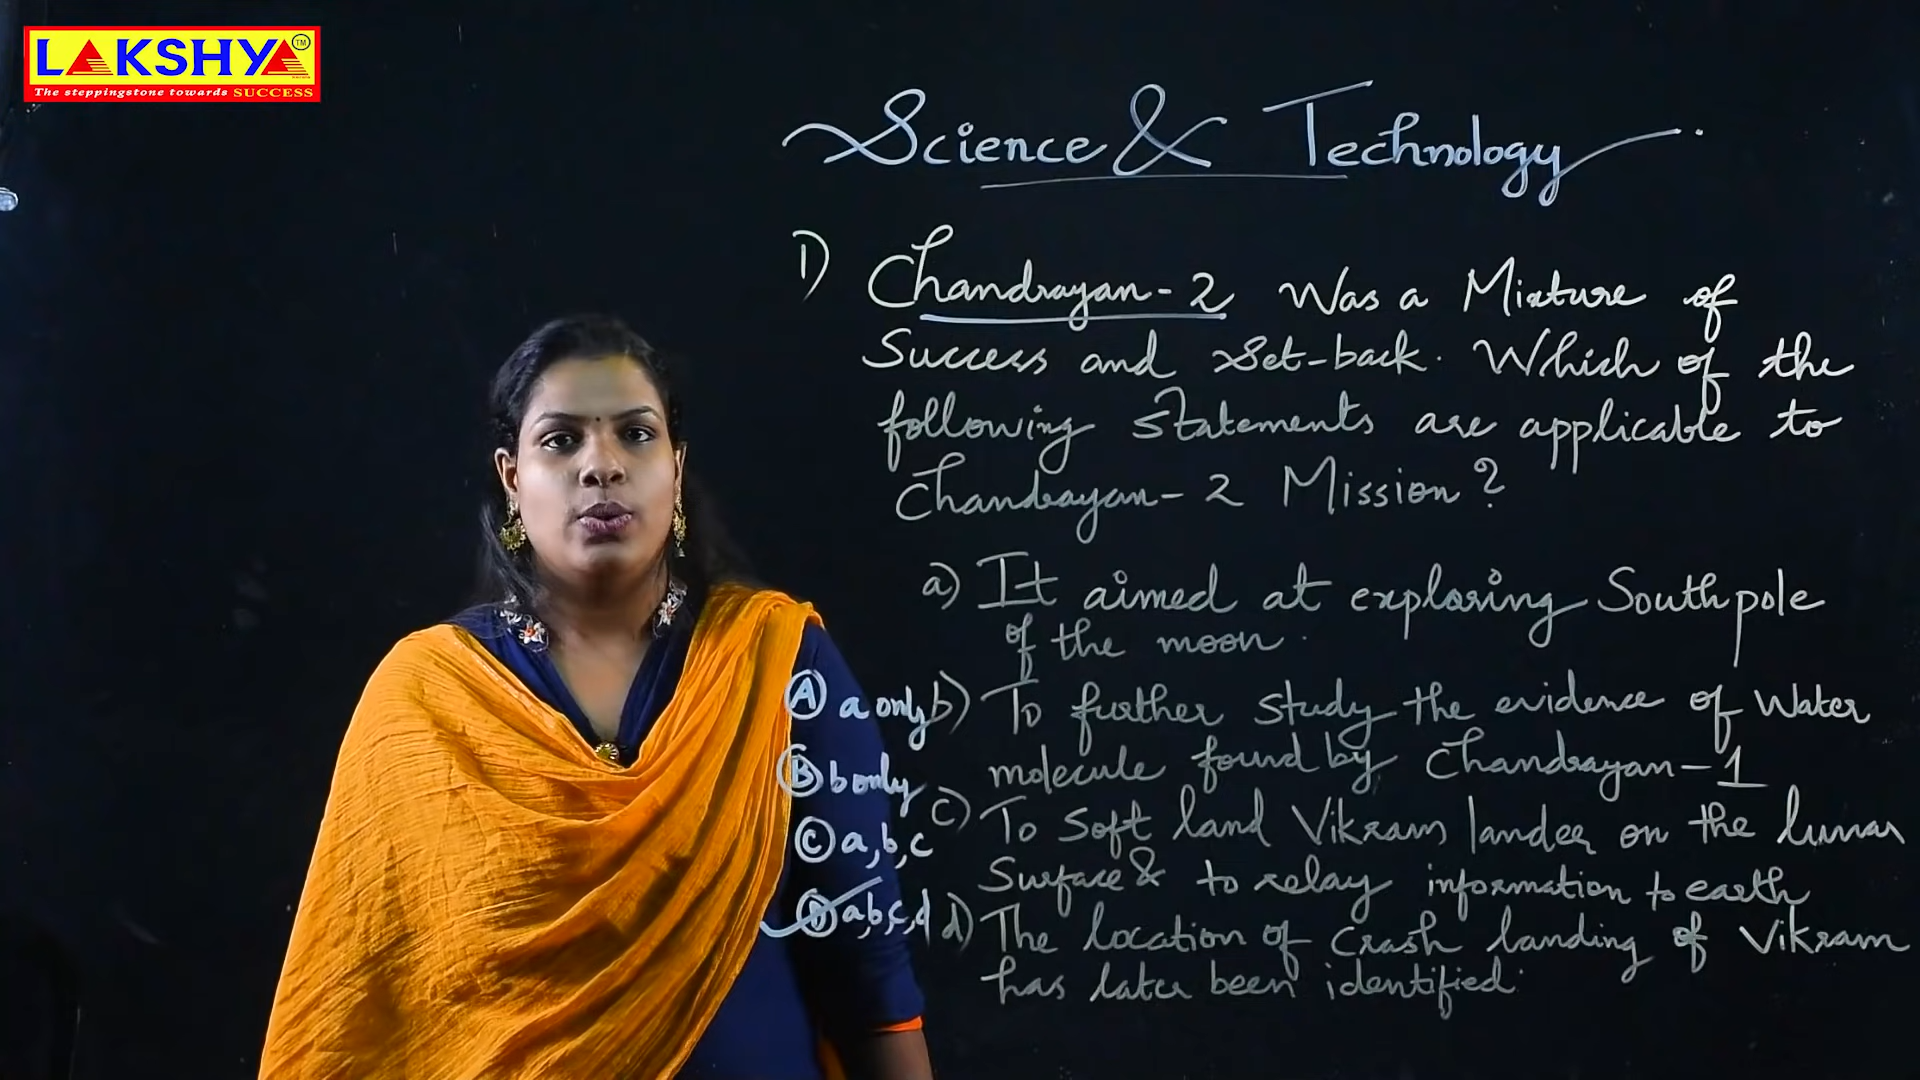 LAKSHYA TM
The steppingstone towards SUCCESS
Science & Technology
1) Chandrayan-2 Was a Mixture of
Success and Set-back. Which of the
following statements are applicable to
Chandrayan-2 Mission?
a) It aimed at exploring Southpole
of the moon.
b) To further study the evidence of Water
molecule found by Chandrayan-1
c) To Soft land Vikram lander on the lunar
Surface & to relay information to earth
d) The location of crash landing of Vikram
has later been identified.
A a only
B b only
C a,b,c
D a,b,c,d